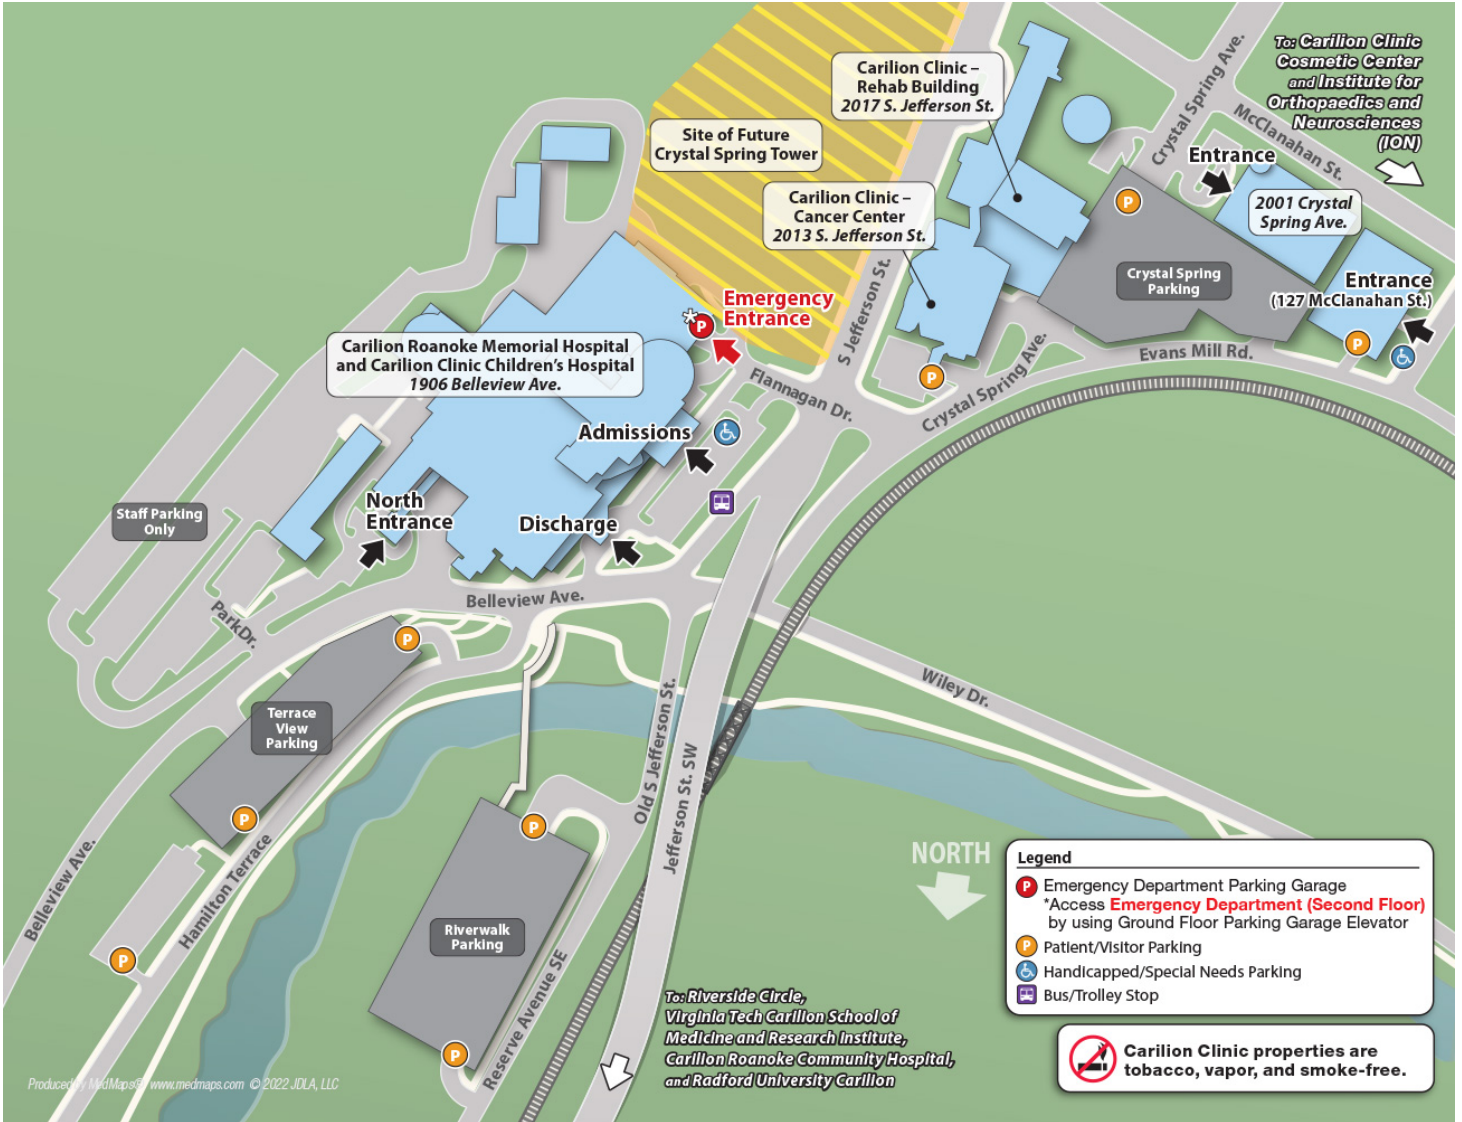 To: Carilion Clinic
Cosmetic Center
and Institute for
Orthopaedics and
Neurosciences
(ION)
Crystal Spring Ave.
McClanahan St.
Carilion Clinic –
Rehab Building
2017 S. Jefferson St.
Site of Future
Crystal Spring Tower
Entrance
Carilion Clinic –
Cancer Center
2013 S. Jefferson St.
P
2001 Crystal
Spring Ave.
Crystal Spring
Parking
Entrance
(127 McClanahan St.)
S Jefferson St.
Emergency
Entrance
*
P
Carilion Roanoke Memorial Hospital
and Carilion Clinic Children's Hospital
1906 Belleview Ave.
P
Evans Mill Rd.
P
Flannagan Dr.
Crystal Spring Ave.
Admissions
North
Entrance
Discharge
Staff Parking
Only
Belleview Ave.
Park Dr.
P
Wiley Dr.
Terrace
View
Parking
Old S Jefferson St.
Jefferson St. SW
P
P
Belleview Ave.
Hamilton Terrace
NORTH
Riverwalk
Parking
P
Reserve Avenue SE
P
Legend
P Emergency Department Parking Garage
*Access Emergency Department (Second Floor)
by using Ground Floor Parking Garage Elevator
P Patient/Visitor Parking
Handicapped/Special Needs Parking
Bus/Trolley Stop
To: Riverside Circle,
Virginia Tech Carilion School of
Medicine and Research Institute,
Carilion Roanoke Community Hospital,
and Radford University Carilion
Carilion Clinic properties are
tobacco, vapor, and smoke-free.
Produced by MedMaps® www.medmaps.com © 2022 JDLA, LLC